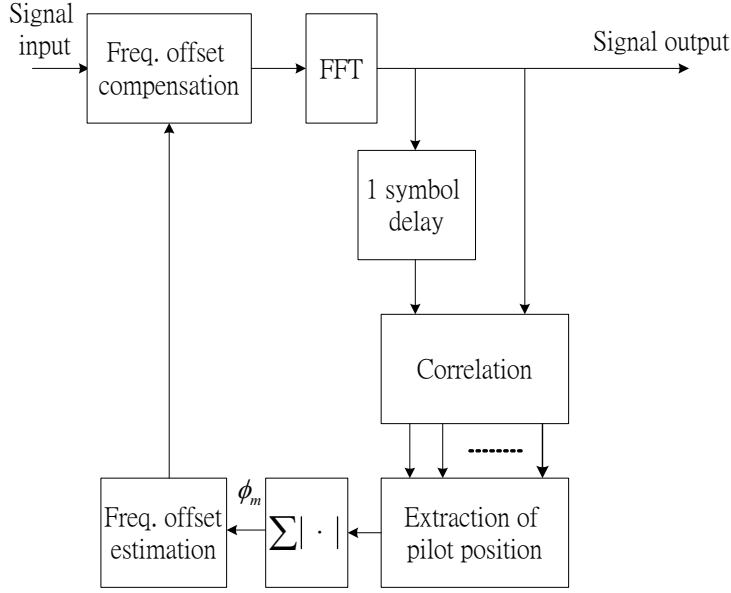 Signal
input
Freq. offset
compensation
FFT
Signal output
1 symbol
delay
Correlation
Extraction of
pilot position
∑| · |
ϕₘ
Freq. offset
estimation